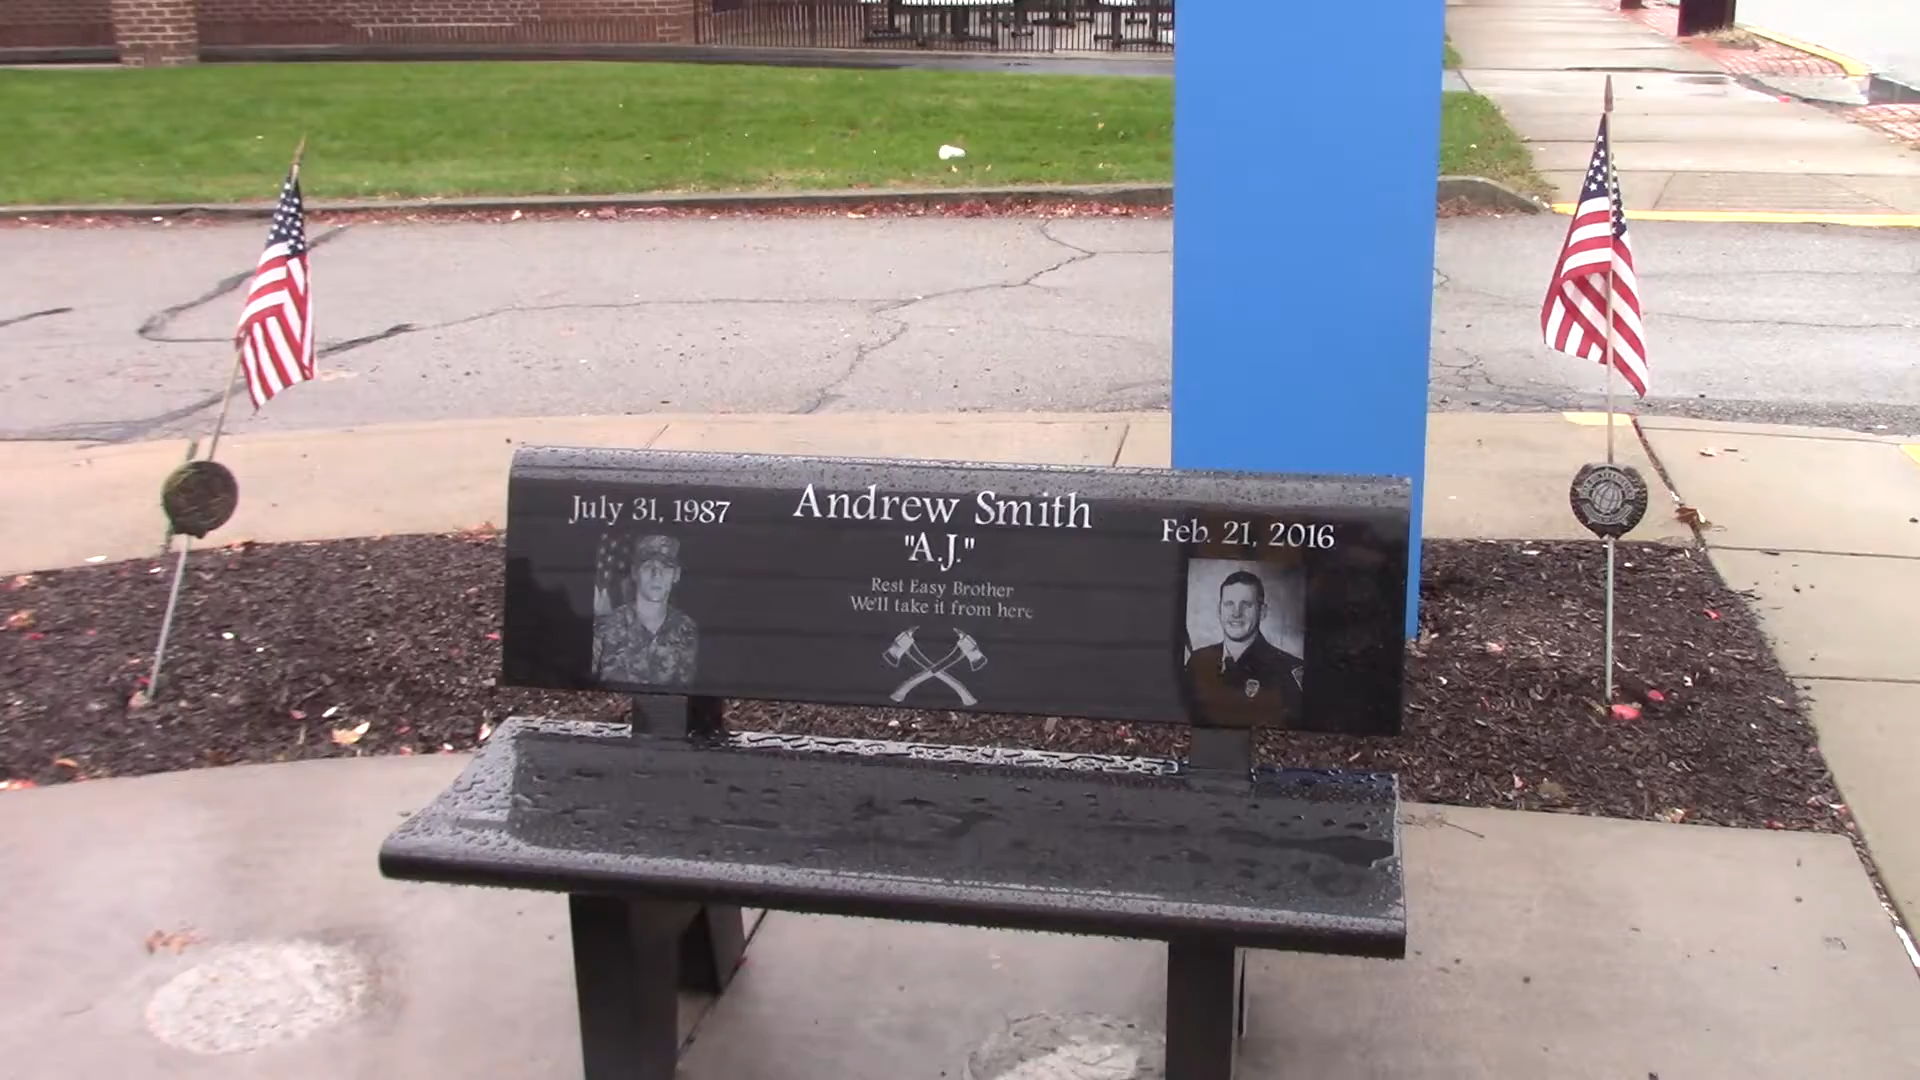 July 31, 1987
Andrew Smith
"A.J."
Feb. 21, 2016
Rest Easy Brother
We'll take it from here